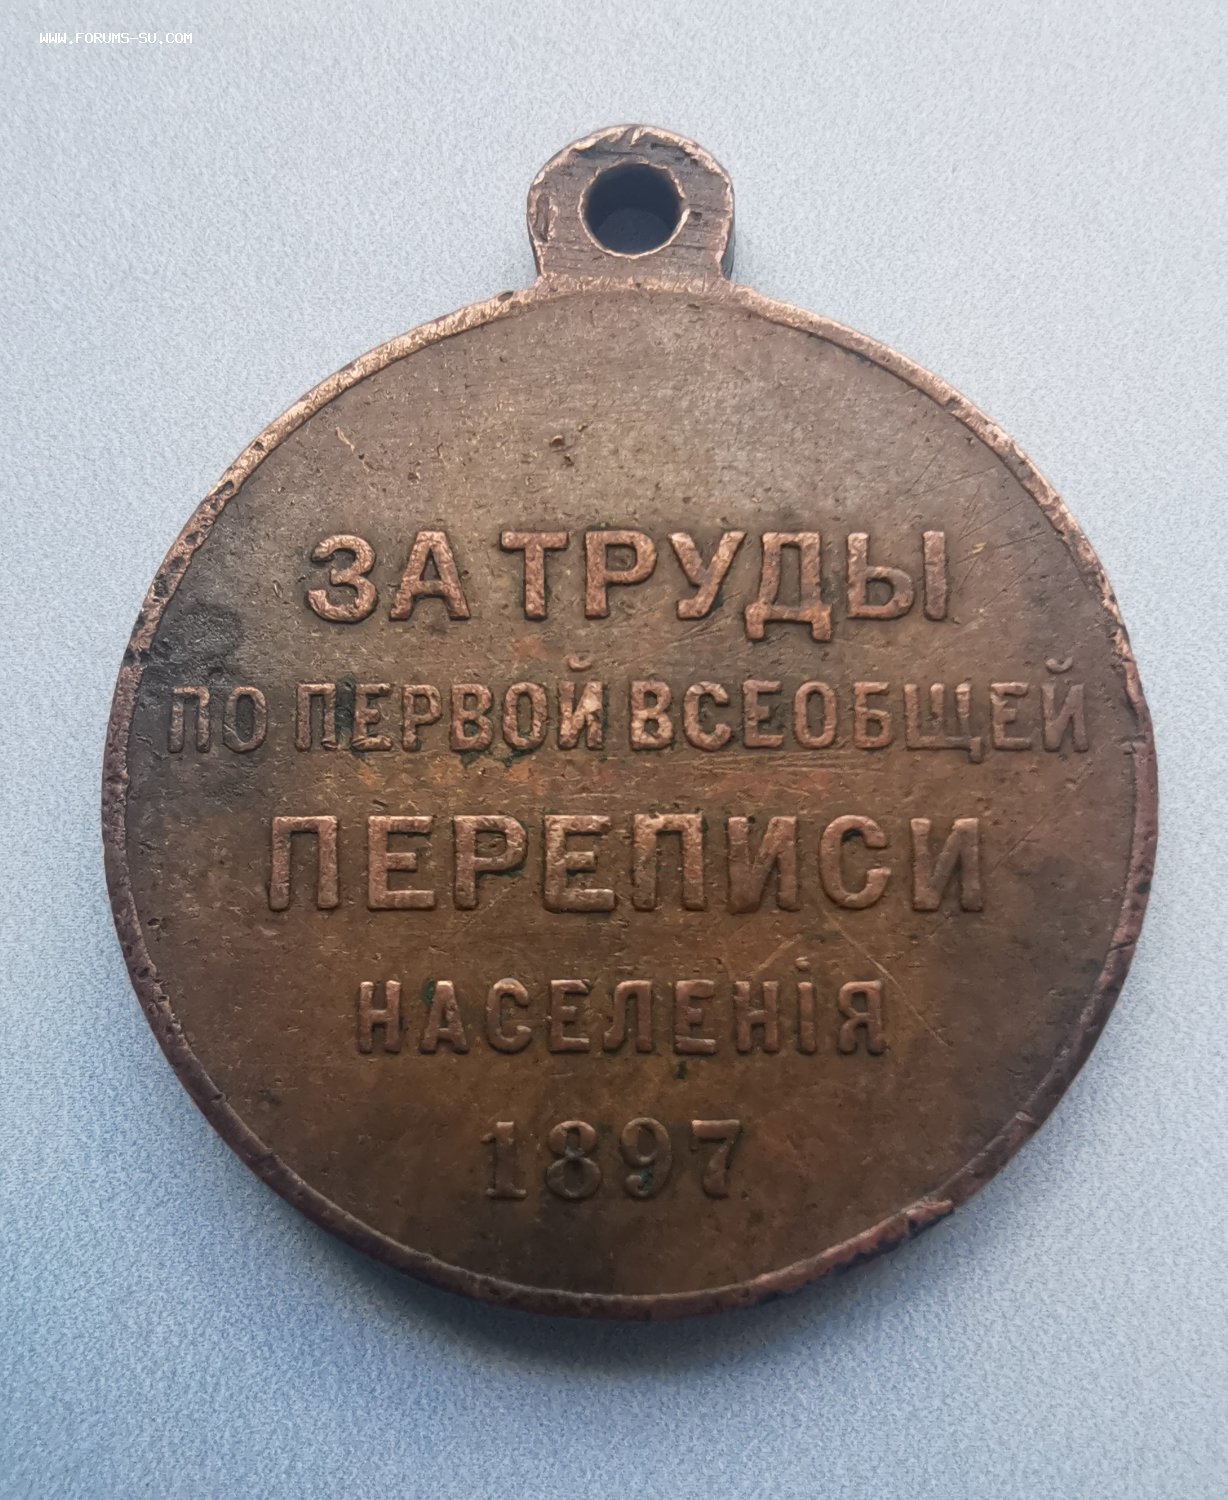 WWW.FORUMS-SU.COM
ЗА ТРУДЫ
ПО ПЕРВОЙ ВСЕОБЩЕЙ
ПЕРЕПИСИ
НАСЕЛЕНІЯ
1897